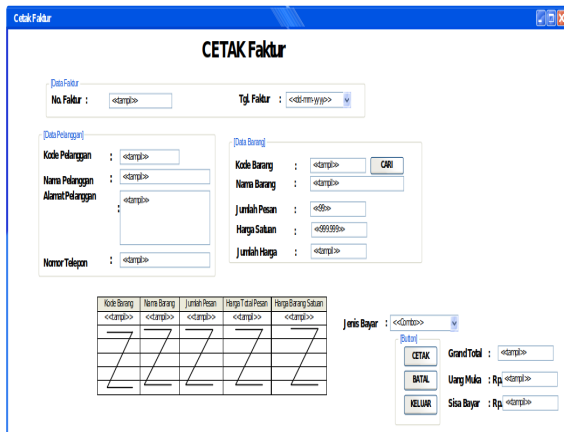 Cetak Faktur
CETAK Faktur
[Data Faktur
No. Faktur : <<tampil>> Tgl. Faktur : <<dd-mm-yyyy>>
[Data Pelanggan]
Kode Pelanggan : <<tampil>>
Nama Pelanggan : <<tampil>>
Alamat Pelanggan : <<tampil>>
Nomor Telepon : <<tampil>>
[Data Barang]
Kode Barang : <<tampil>> CARI
Nama Barang : <<tampil>>
Jumlah Pesan : <<99>>
Harga Satuan : <<999.999>>
Jumlah Harga : <<tampil>>
Kode Barang Nama Barang Jumlah Pesan Harga Total Pesan Harga Barang Satuan
<<tampil>> <<tampil>> <<tampil>> <<tampil>> <<tampil>>
Jenis Bayar : <<Combo>>
[Button]
CETAK Grand Total : <<tampil>>
BATAL Uang Muka : Rp. <<tampil>>
KELUAR Sisa Bayar : Rp. <<tampil>>